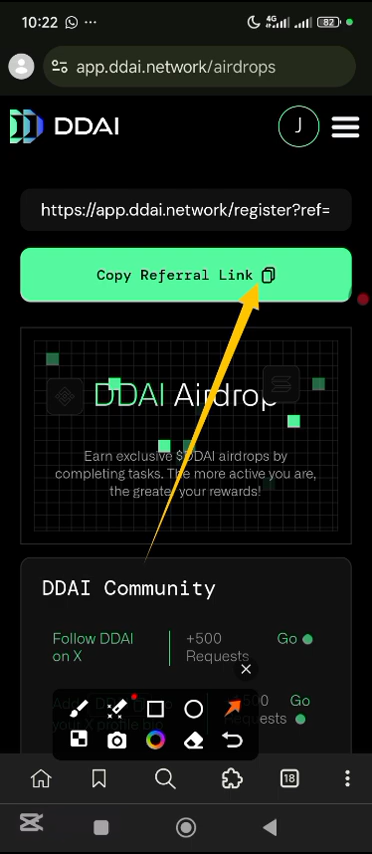 10:22
4G
82
app.ddai.network/airdrops
DDAI
J
https://app.ddai.network/register?ref=
Copy Referral Link
DDAI Airdrop
Earn exclusive $DDAI airdrops by
completing tasks. The more active you are,
the greater your rewards!
DDAI Community
Follow DDAI
on X
+500
Requests
Go
Go
18